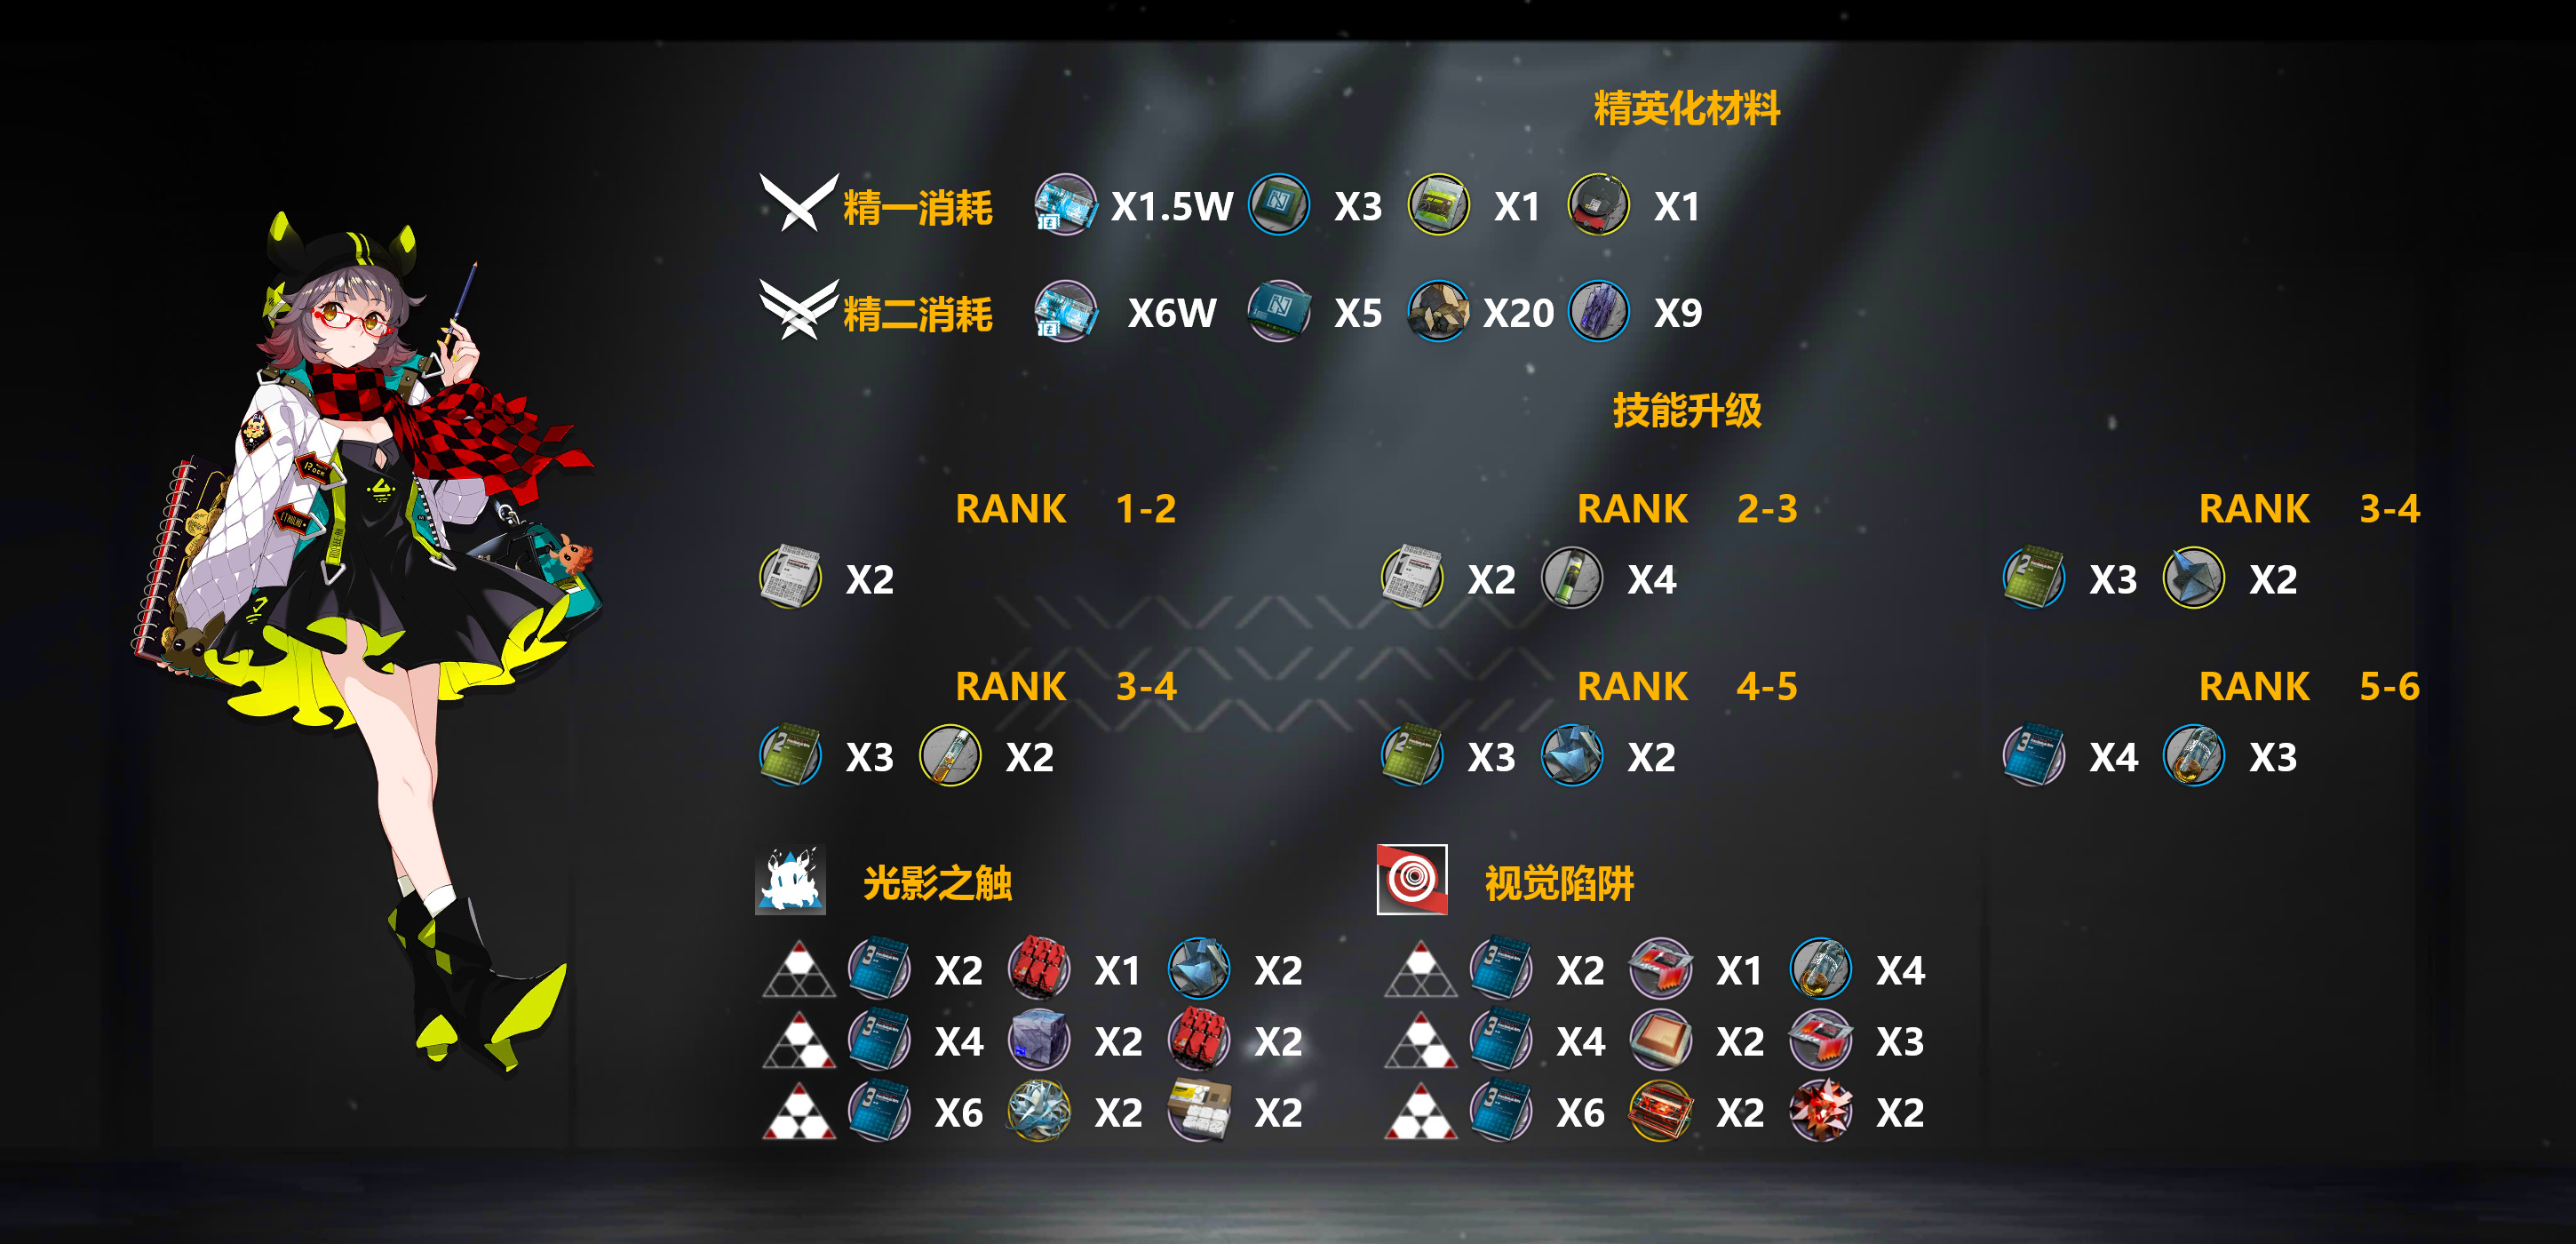 精英化材料
精一消耗 X1.5W X3 X1 X1
精二消耗 X6W X5 X20 X9
技能升级
RANK 1-2 RANK 2-3 RANK 3-4
X2 X2 X4 X3 X2
RANK 3-4 RANK 4-5 RANK 5-6
X3 X2 X3 X2 X4 X3
光影之触 视觉陷阱
X2 X1 X2 X2 X1 X4
X4 X2 X2 X4 X2 X3
X6 X2 X2 X6 X2 X2